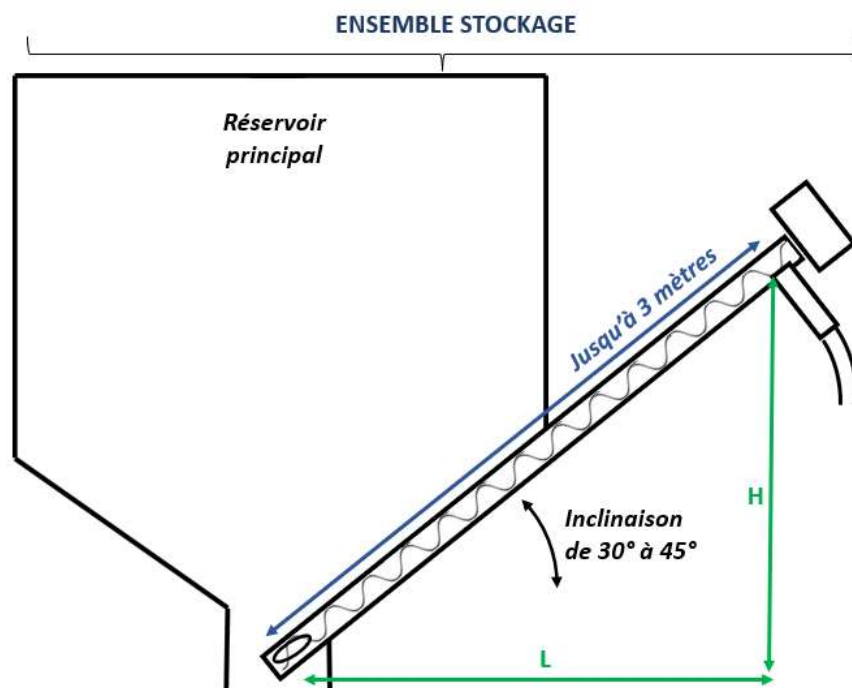 ENSEMBLE STOCKAGE
Réservoir
principal
Jusqu'à 3 mètres
H
Inclinaison
de 30° à 45°
L